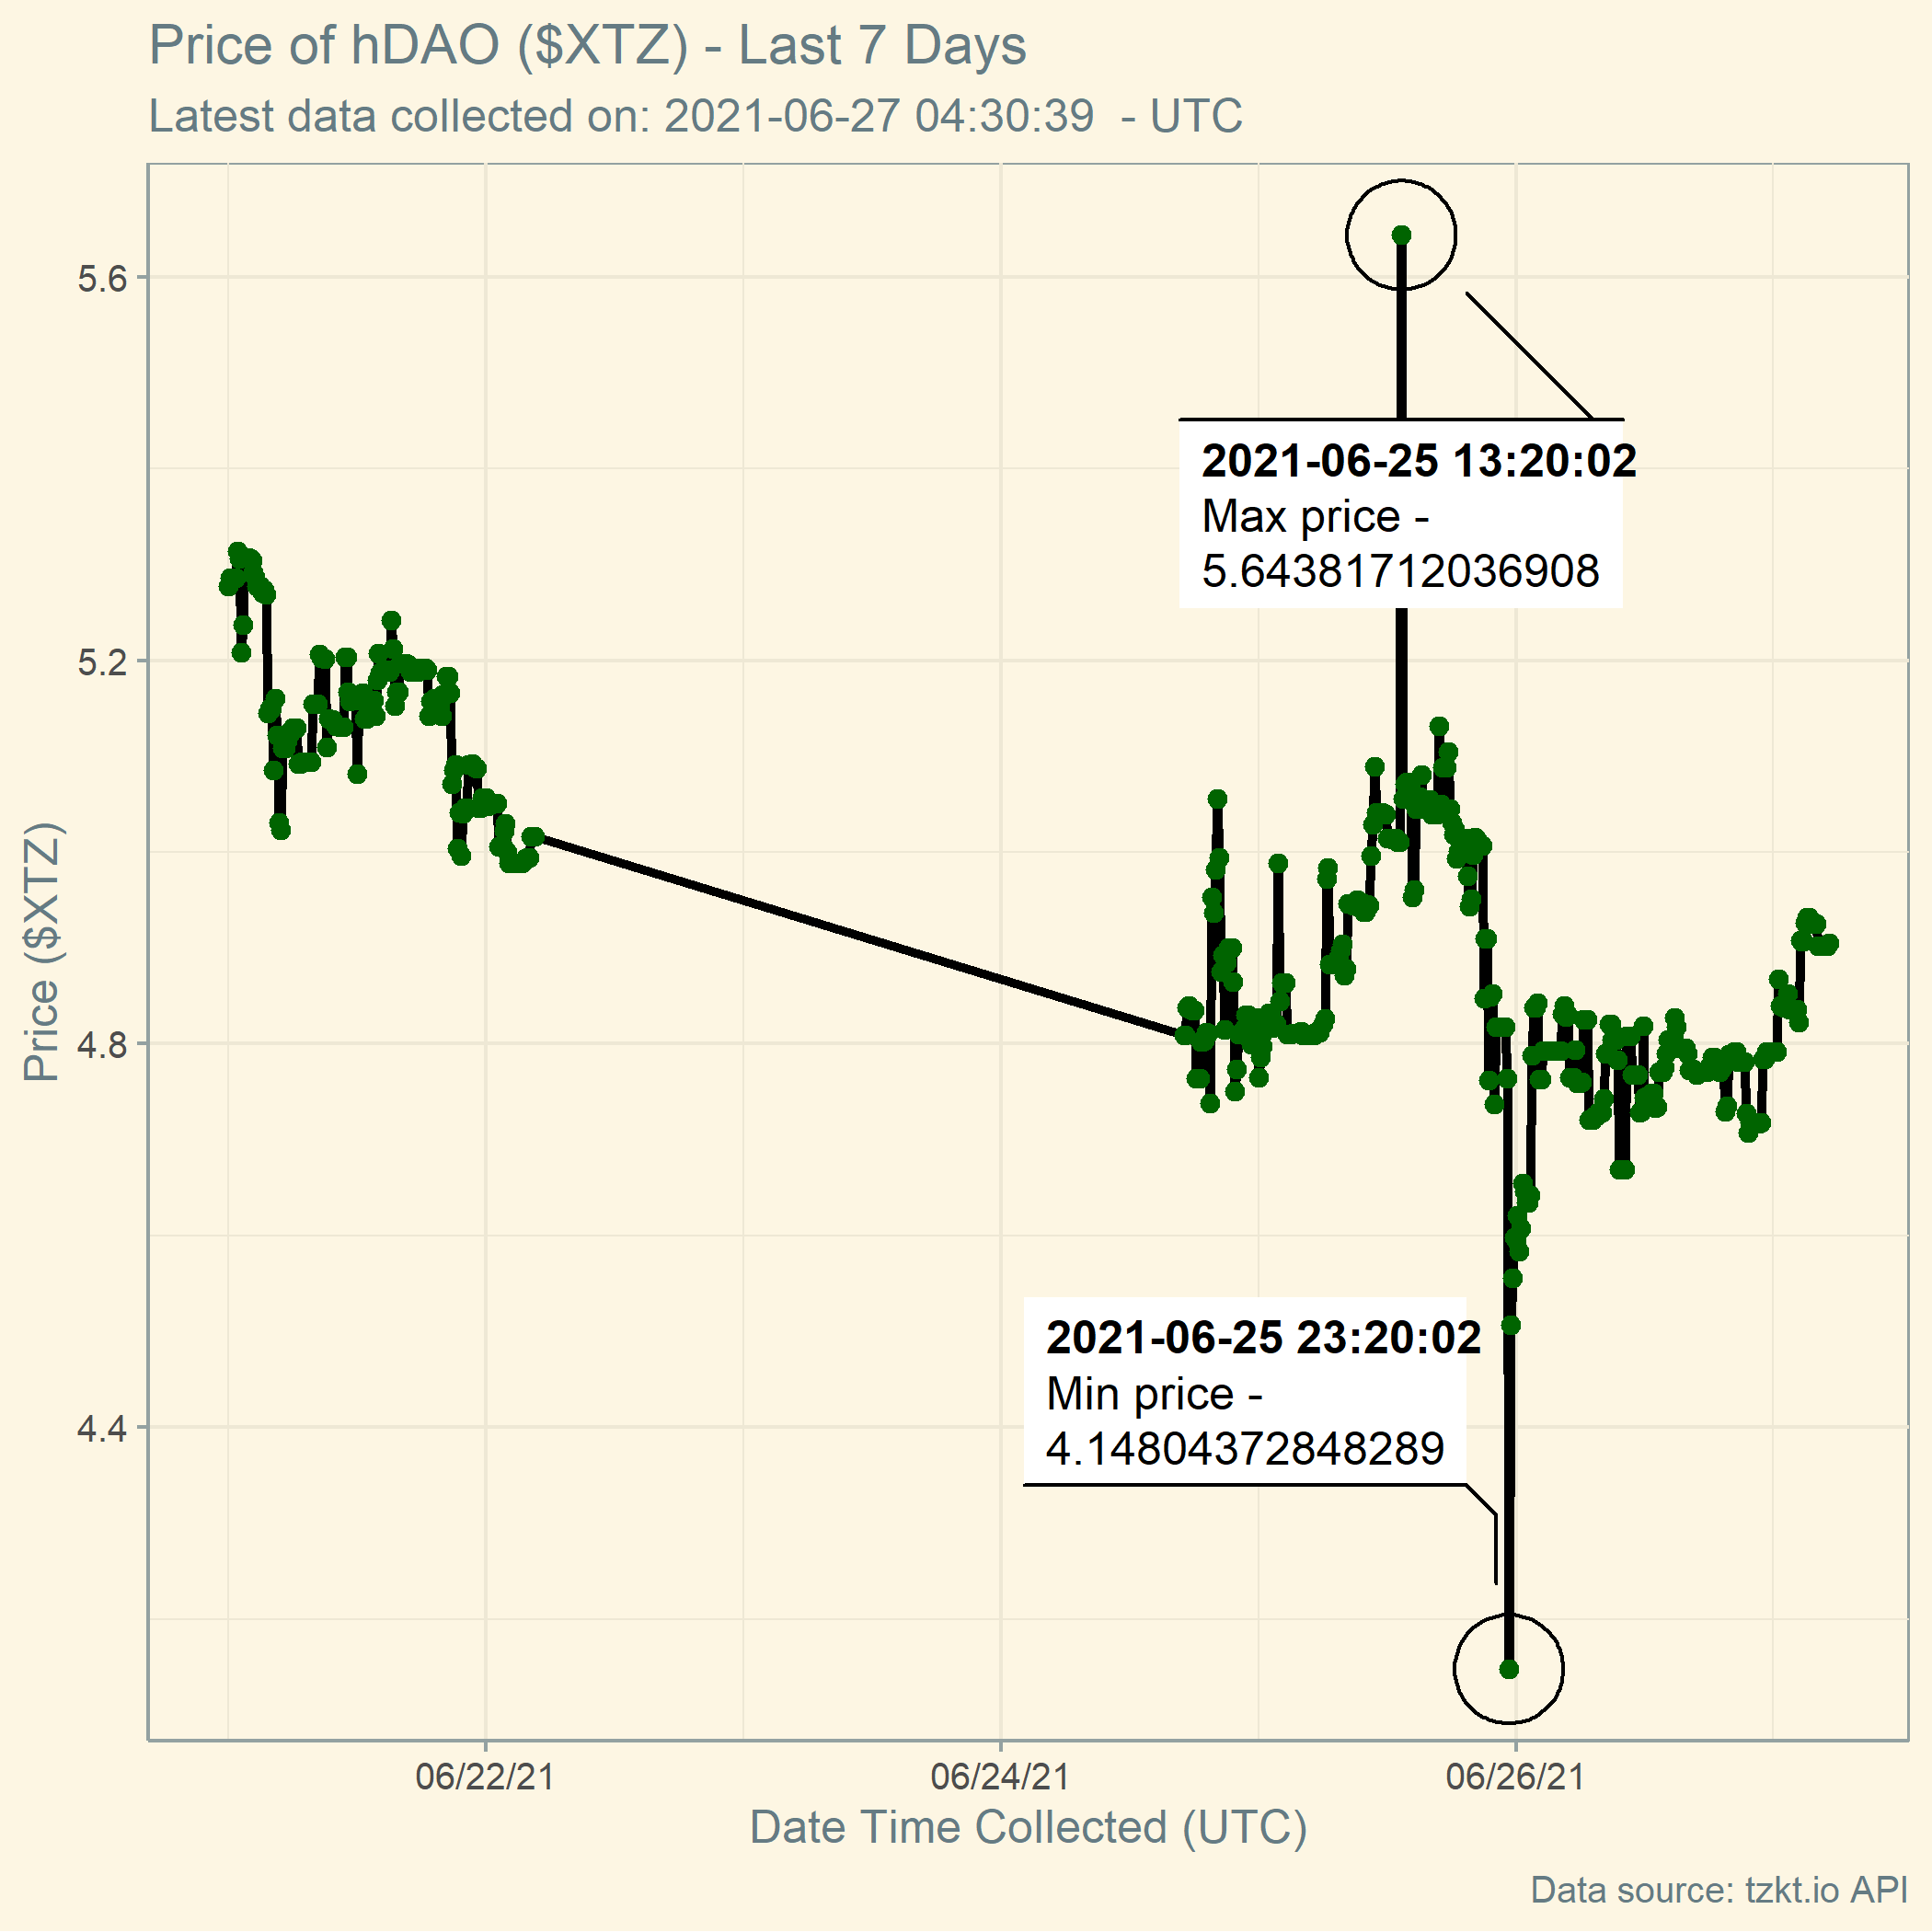 Price of hDAO ($XTZ) - Last 7 Days
Latest data collected on: 2021-06-27 04:30:39  - UTC
5.6
5.2
4.8
4.4
Price ($XTZ)
2021-06-25 13:20:02
Max price -
5.64381712036908
2021-06-25 23:20:02
Min price -
4.14804372848289
06/22/21
06/24/21
06/26/21
Date Time Collected (UTC)
Data source: tzkt.io API